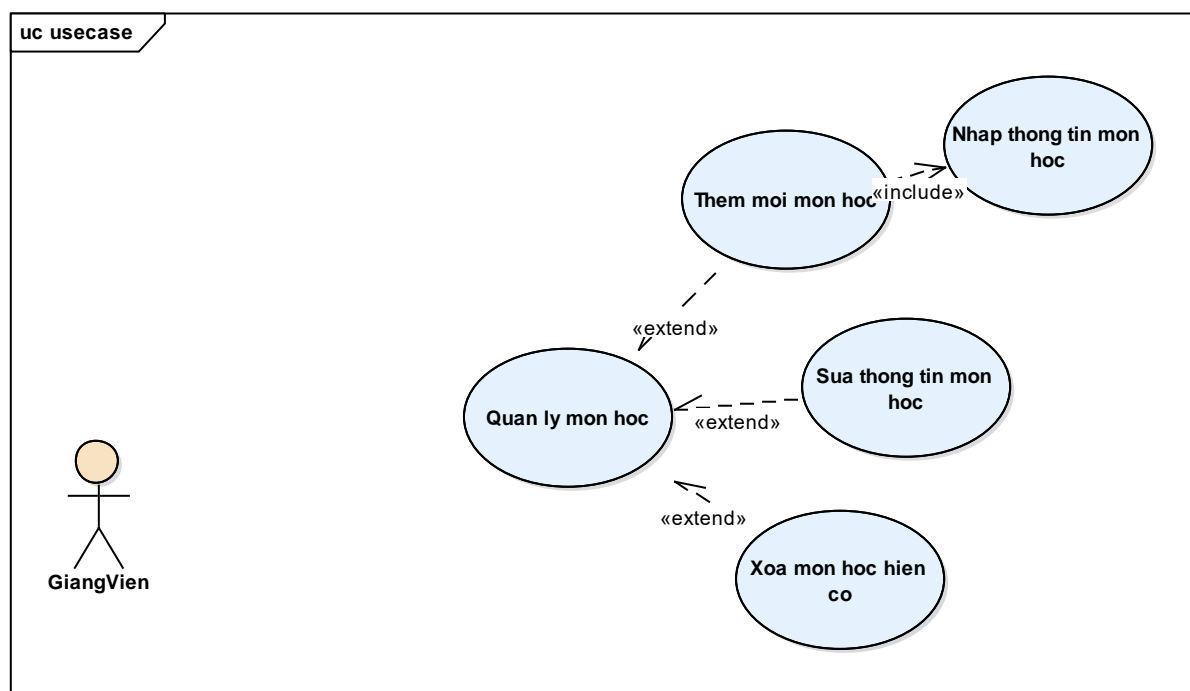 uc usecase
Nhap thong tin mon
hoc
Them moi mon hoc
«include»
«extend»
Sua thong tin mon
hoc
Quan ly mon hoc
«extend»
«extend»
Xoa mon hoc hien
co
GiangVien